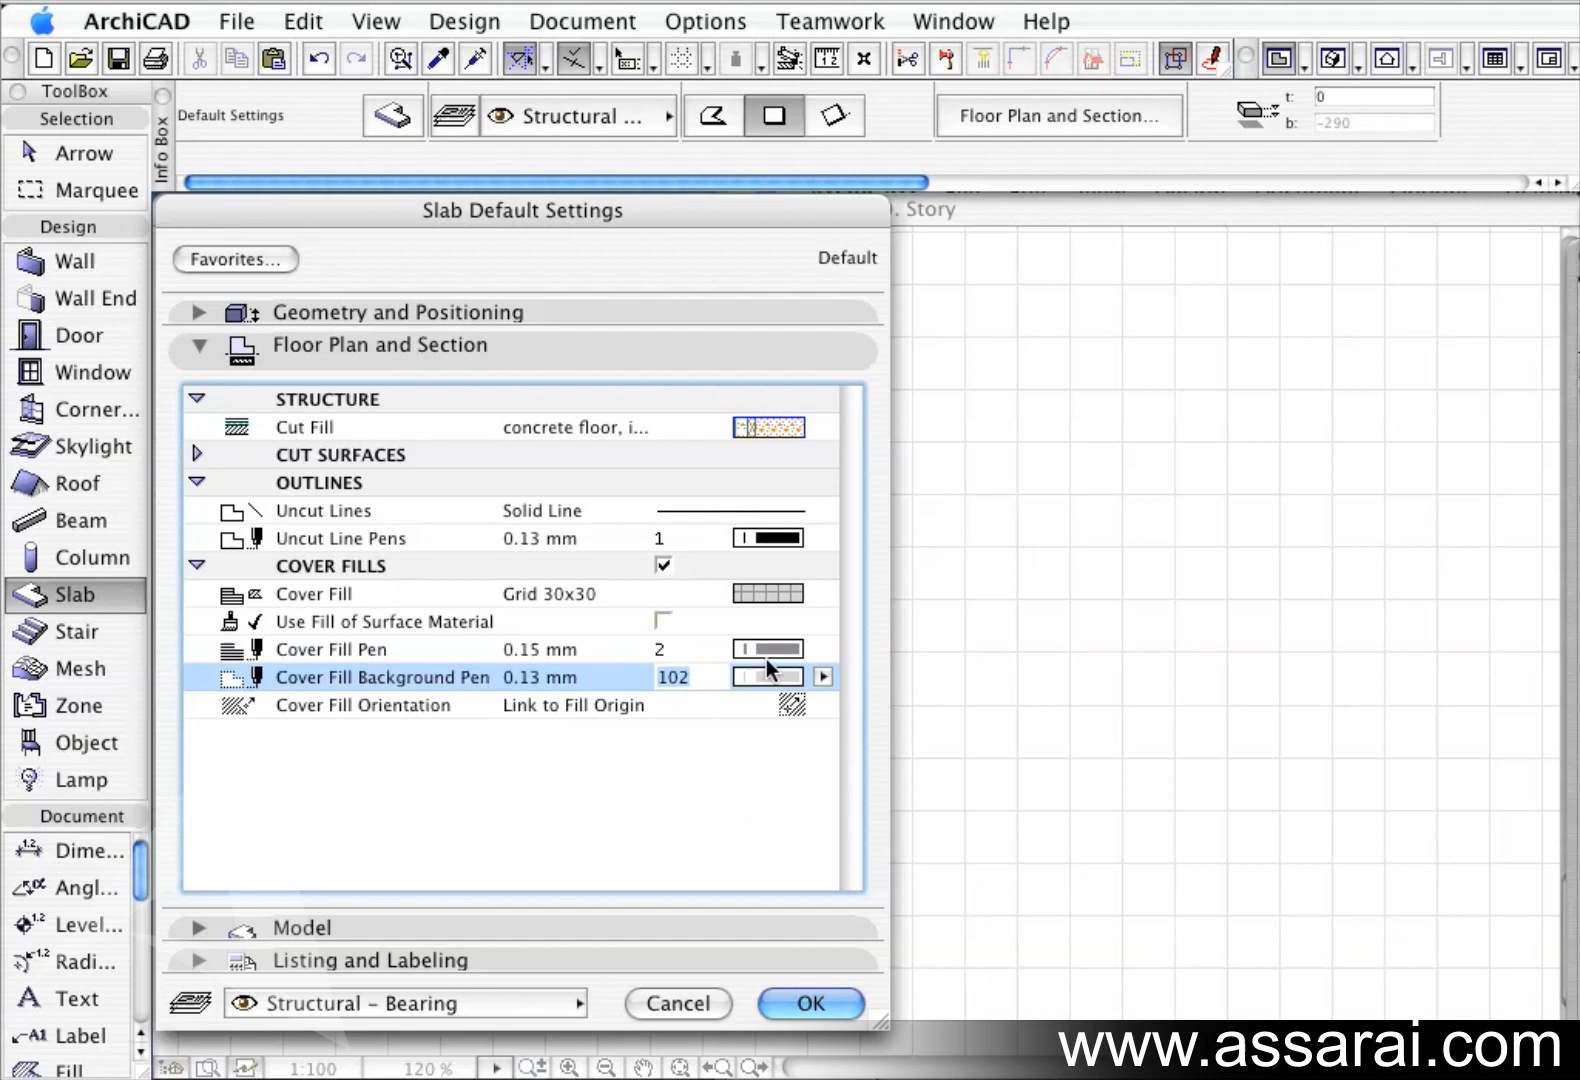 ArchiCAD File Edit View Design Document Options Teamwork Window Help
ToolBox
Selection
Arrow
Marquee
Design
Wall
Wall End
Door
Window
Corner...
Skylight
Roof
Beam
Column
Slab
Stair
Mesh
Zone
Object
Lamp
Document
Dime...
Angl...
Level...
Radi...
Text
Label
Fill
Info Box
Default Settings
Structural ...
Floor Plan and Section...
t: 0
b: -290
. Story
Slab Default Settings
Favorites...
Default
Geometry and Positioning
Floor Plan and Section
STRUCTURE
Cut Fill concrete floor, i...
CUT SURFACES
OUTLINES
Uncut Lines Solid Line
Uncut Line Pens 0.13 mm 1
COVER FILLS
Cover Fill Grid 30x30
Use Fill of Surface Material
Cover Fill Pen 0.15 mm 2
Cover Fill Background Pen 0.13 mm 102
Cover Fill Orientation Link to Fill Origin
Model
Listing and Labeling
Structural - Bearing
Cancel
OK
1:100
120 %
www.assarai.com